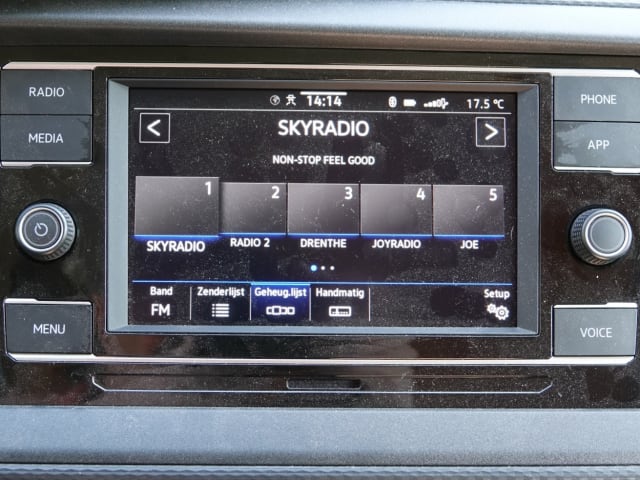 RADIO
MEDIA
MENU
14:14
17.5 °C
<
SKYRADIO
>
NON-STOP FEEL GOOD
1 2 3 4 5
SKYRADIO RADIO 2 DRENTHE JOYRADIO JOE
Band Zenderlijst Geheug.lijst Handmatig Setup
FM
PHONE
APP
VOICE